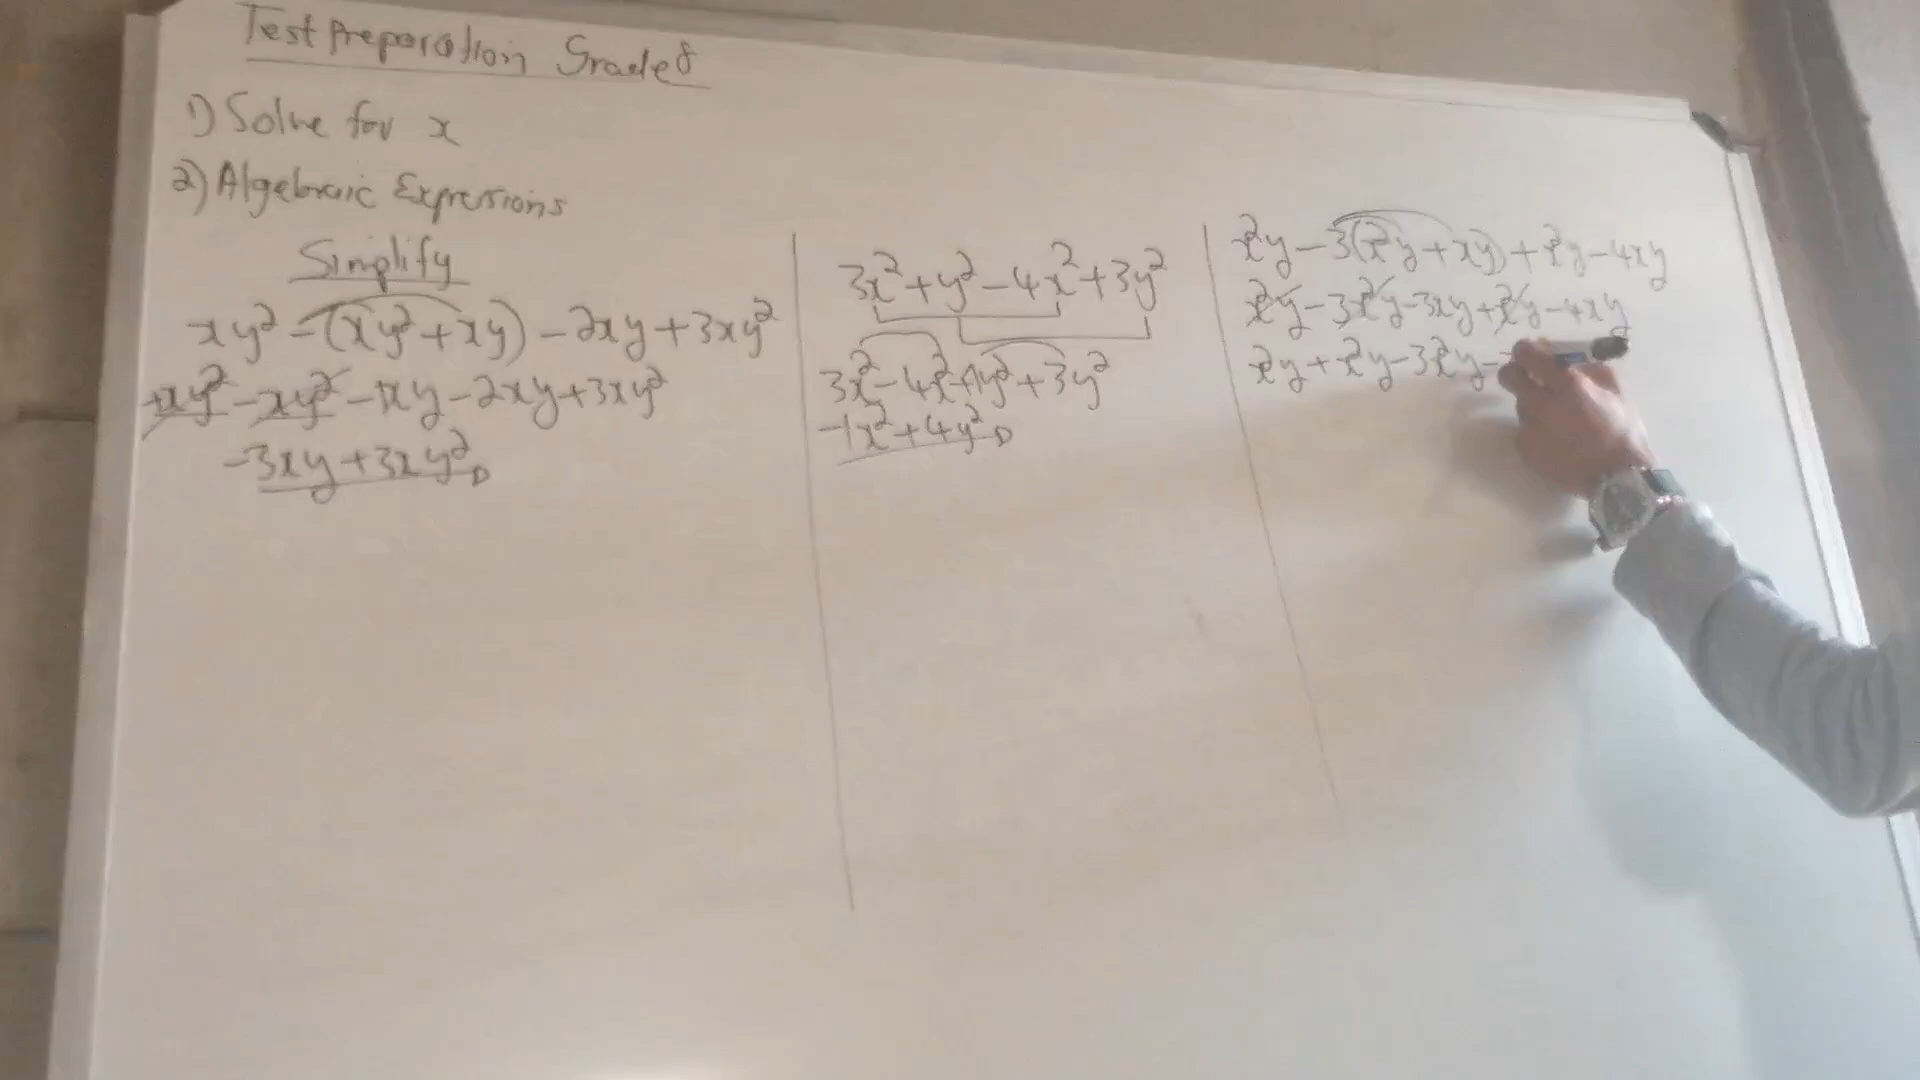 Test Preparation Grade 8
1) Solve for x
2) Algebraic Expressions
Simplify
xy² - (xy² + xy) - 2xy + 3xy²
+xy² - xy² - 1xy - 2xy + 3xy²
-3xy + 3xy²
3x² + y² - 4x² + 3y²
3x² - 4x² + 1y² + 3y²
-1x² + 4y²
x²y - 3(x²y + xy) + x²y - 4xy
x²y - 3x²y - 3xy + x²y - 4xy
x²y + x²y - 3x²y -